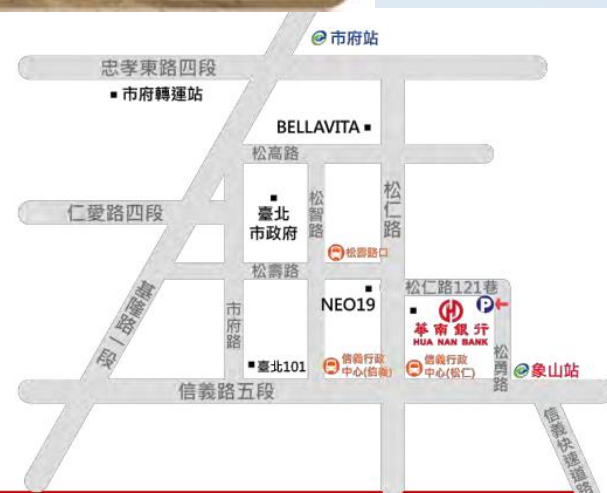 市府站
忠孝東路四段
市府轉運站
BELLAVITA
松高路
仁愛路四段
臺北
市政府
松智路
松仁路
松壽路口
松壽路
松仁路121巷
NEO19
P
華南銀行
HUA NAN BANK
基隆路一段
市府路
臺北101
信義行政
中心(信義)
信義行政
中心(松仁)
松勇路
象山站
信義路五段
信義快速道路